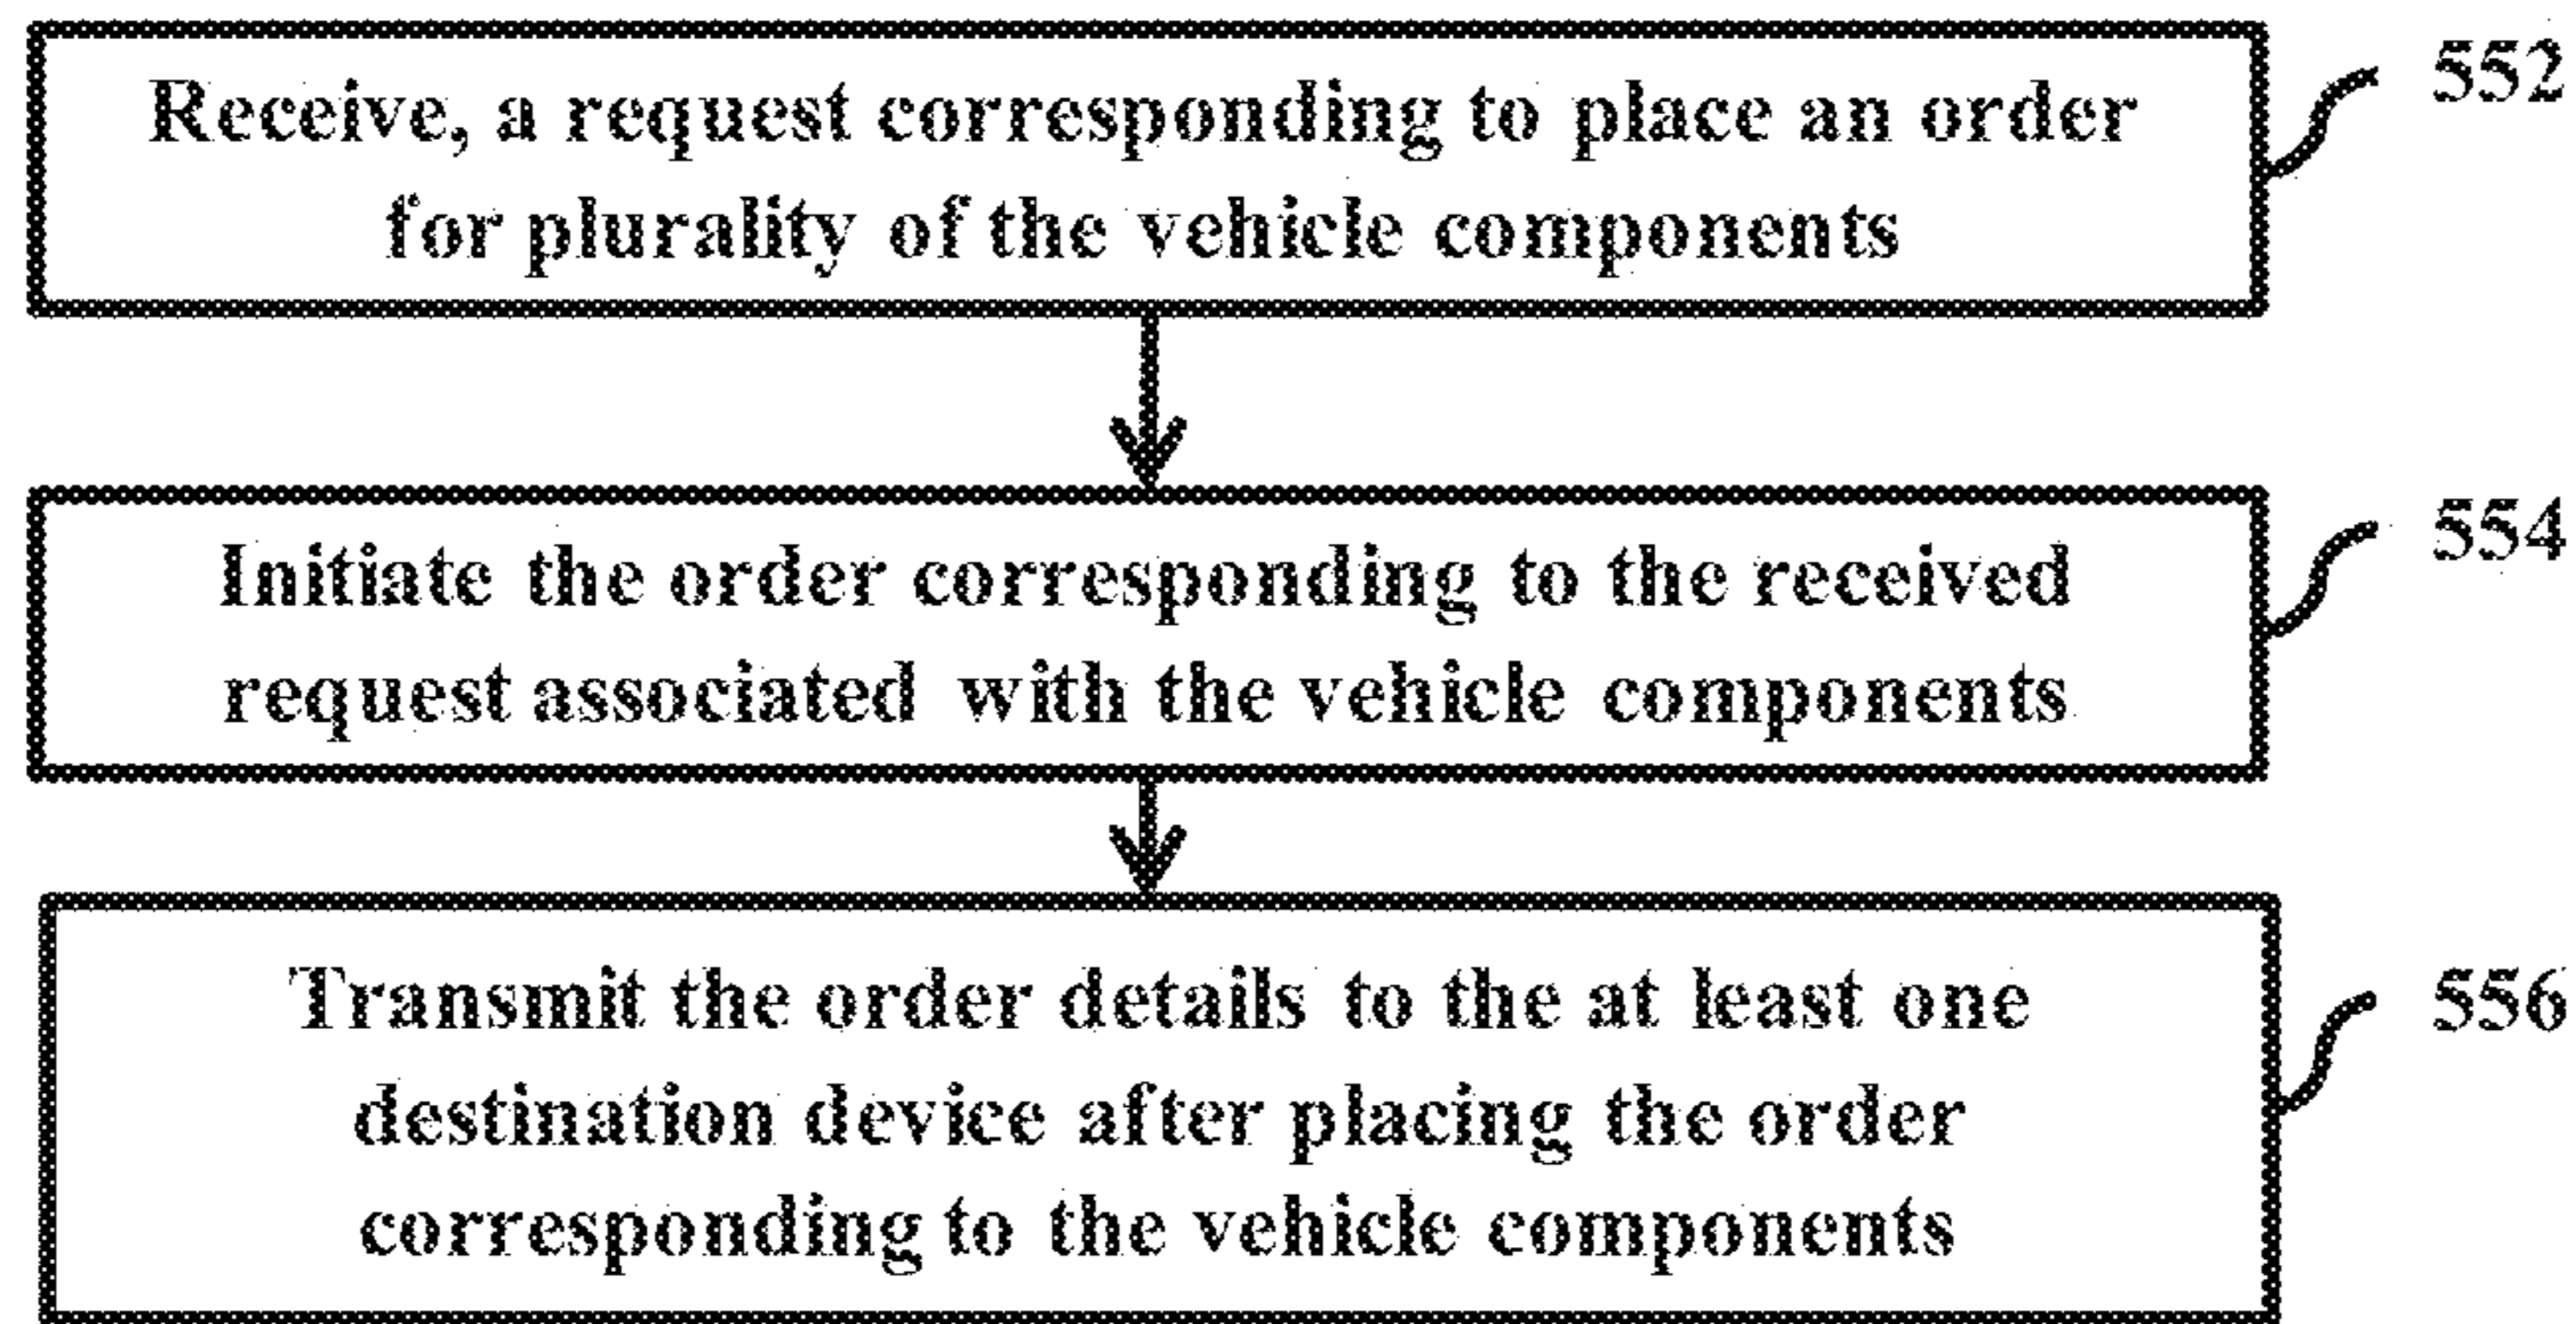 Receive, a request corresponding to place an order
for plurality of the vehicle components
552
Initiate the order corresponding to the received
request associated with the vehicle components
554
Transmit the order details to the at least one
destination device after placing the order
corresponding to the vehicle components
556